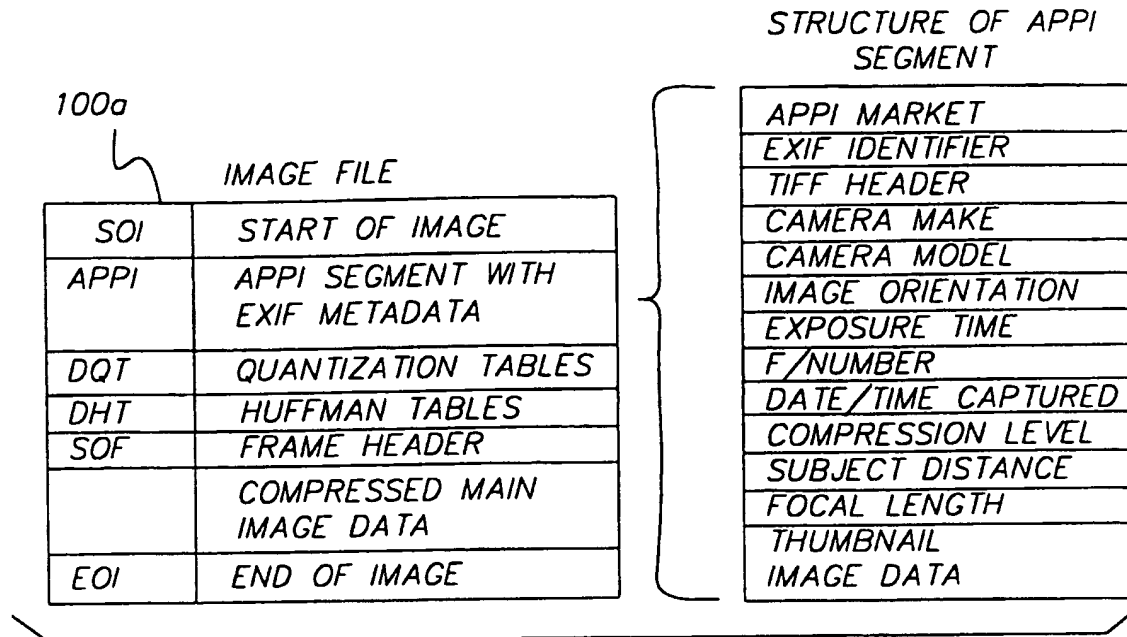 100a
IMAGE FILE
SOI START OF IMAGE
APPI APPI SEGMENT WITH
EXIF METADATA
DQT QUANTIZATION TABLES
DHT HUFFMAN TABLES
SOF FRAME HEADER
COMPRESSED MAIN
IMAGE DATA
EOI END OF IMAGE
STRUCTURE OF APPI
SEGMENT
APPI MARKET
EXIF IDENTIFIER
TIFF HEADER
CAMERA MAKE
CAMERA MODEL
IMAGE ORIENTATION
EXPOSURE TIME
F/NUMBER
DATE/TIME CAPTURED
COMPRESSION LEVEL
SUBJECT DISTANCE
FOCAL LENGTH
THUMBNAIL
IMAGE DATA